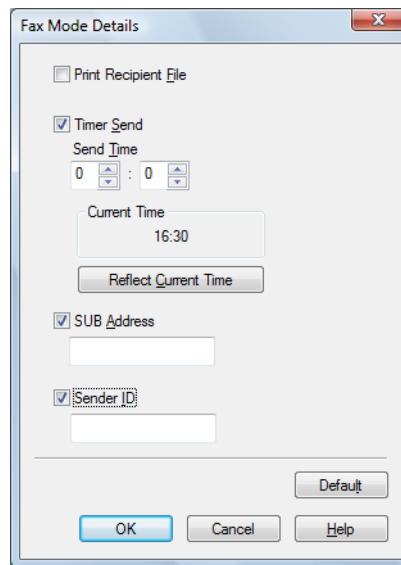 Fax Mode Details
Print Recipient File
Timer Send
Send Time
0 : 0
Current Time
16:30
Reflect Current Time
SUB Address
Sender ID
Default
OK Cancel Help